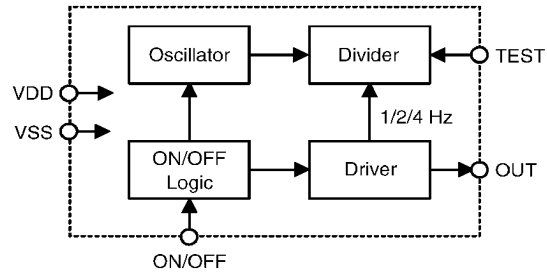 Oscillator
Divider
TEST
VDD
1/2/4 Hz
VSS
ON/OFF
Logic
Driver
OUT
ON/OFF